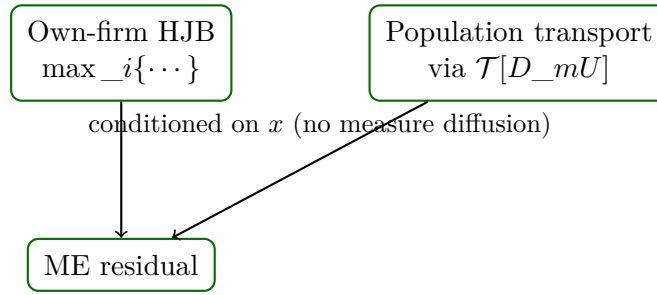 Own-firm HJB
max _i{· · ·}
Population transport
via 𝒯[D_mU]
conditioned on x (no measure diffusion)
ME residual